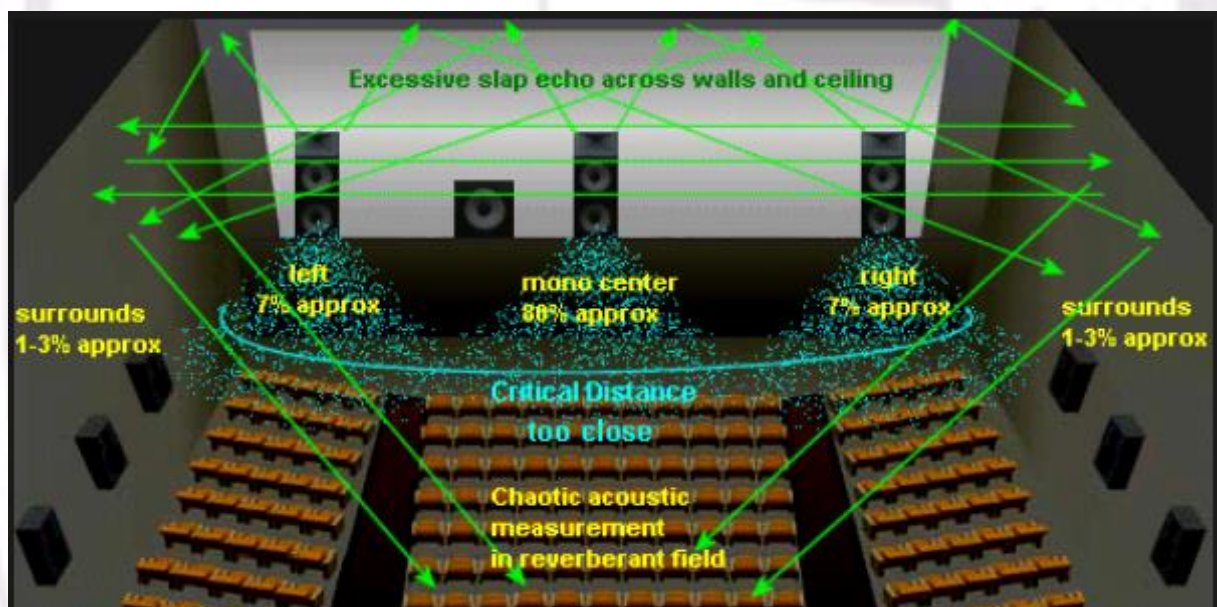 Excessive slap echo across walls and ceiling
left
7% approx
mono center
80% approx
right
7% approx
surrounds
1-3% approx
surrounds
1-3% approx
Critical Distance
too close
Chaotic acoustic
measurement
in reverberant field